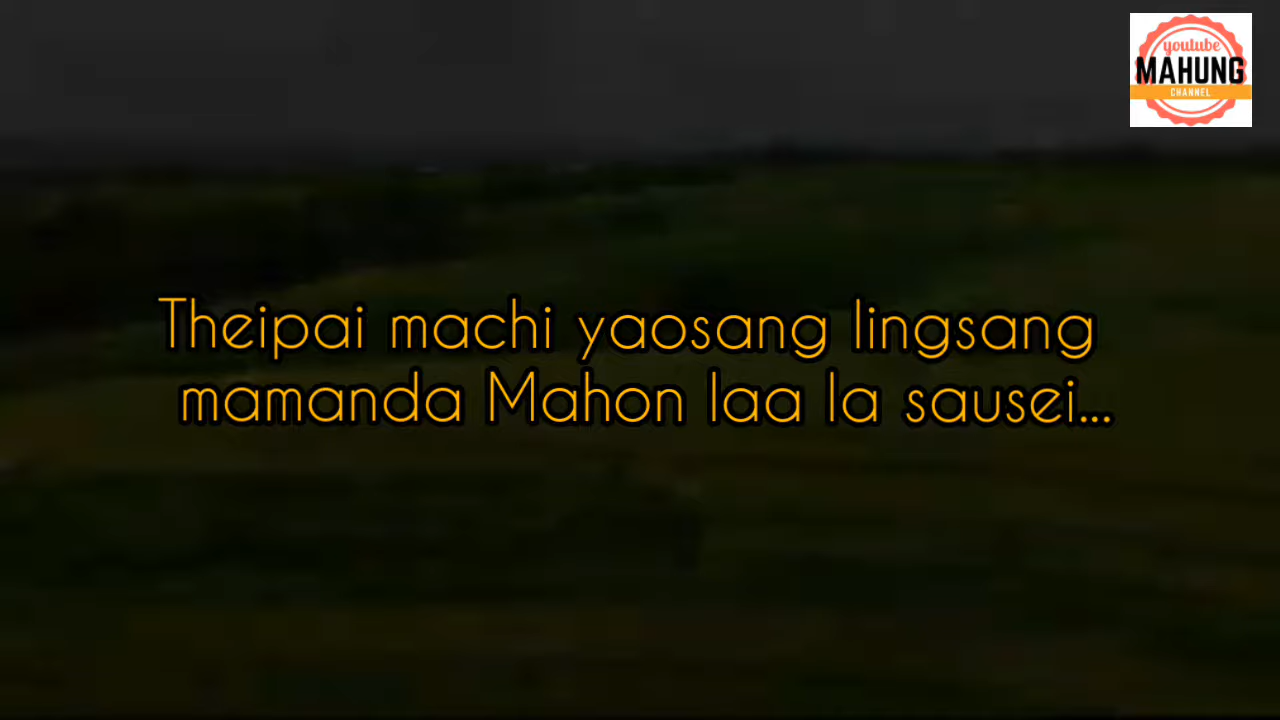 youtube
MAHUNG
CHANNEL
Theipai machi yaosang lingsang
mamanda Mahon laa la sausei...